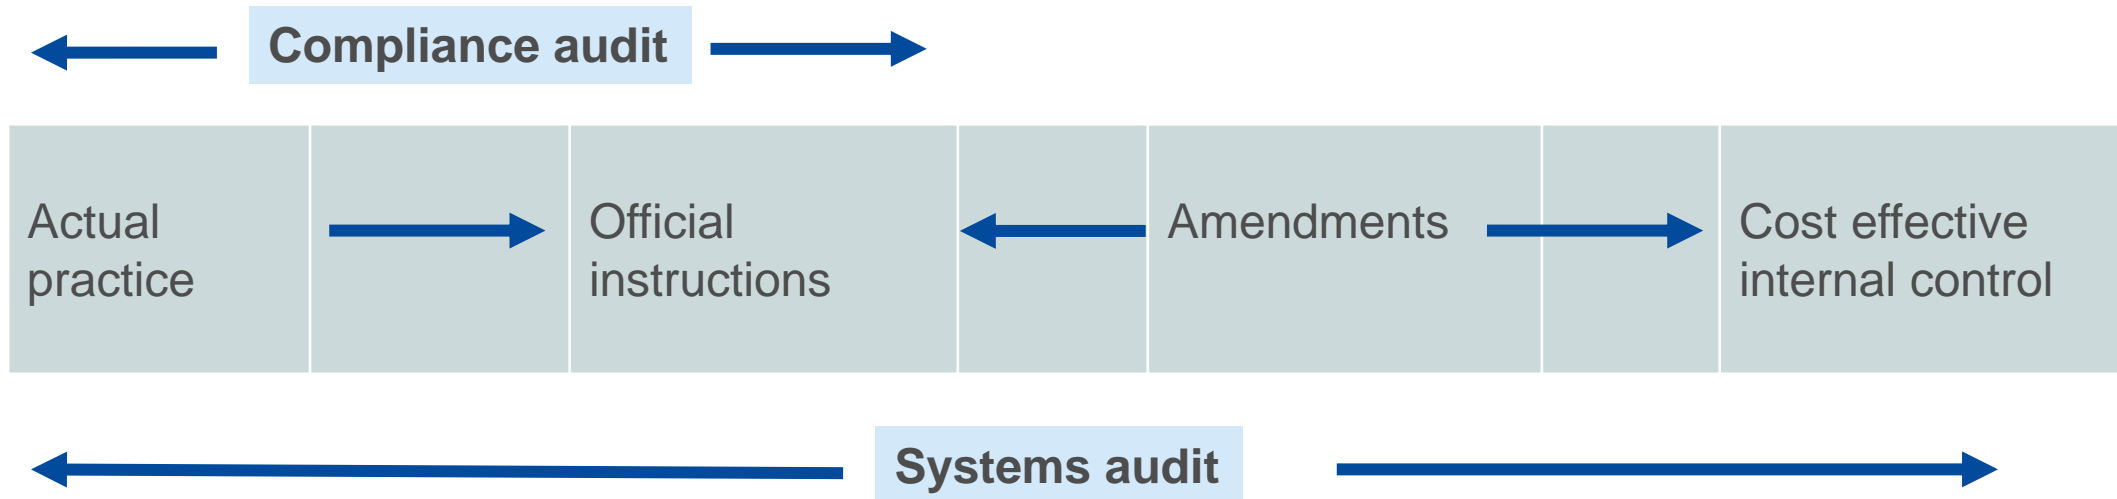 Compliance audit
Actual
practice
Official
instructions
Amendments
Cost effective
internal control
Systems audit